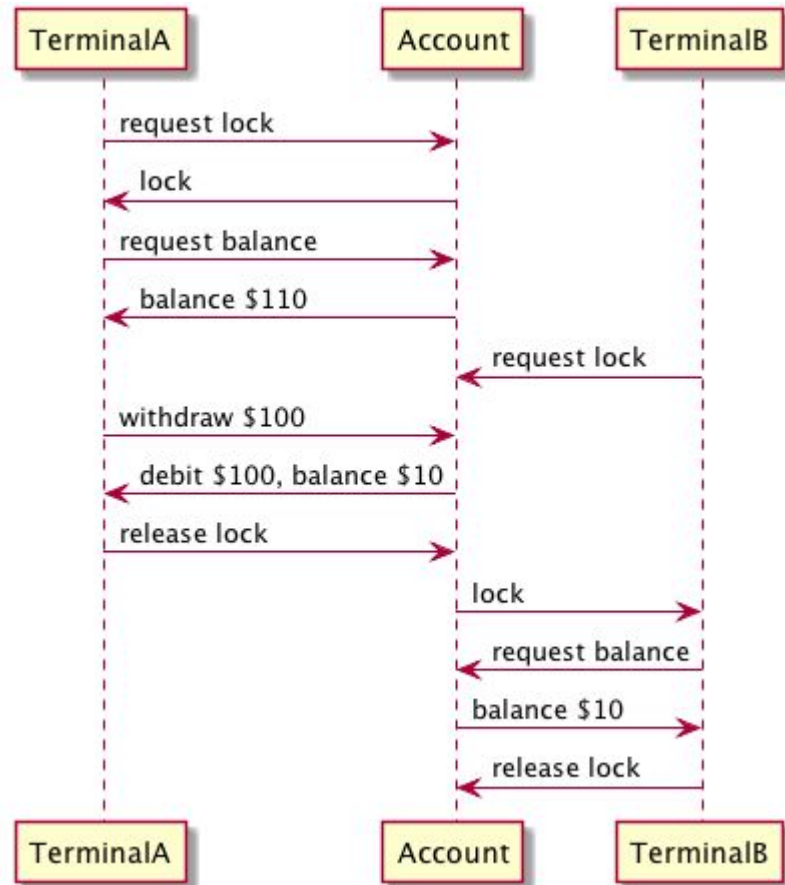 TerminalA Account TerminalB
request lock
lock
request balance
balance $110
request lock
withdraw $100
debit $100, balance $10
release lock
lock
request balance
balance $10
release lock
TerminalA Account TerminalB